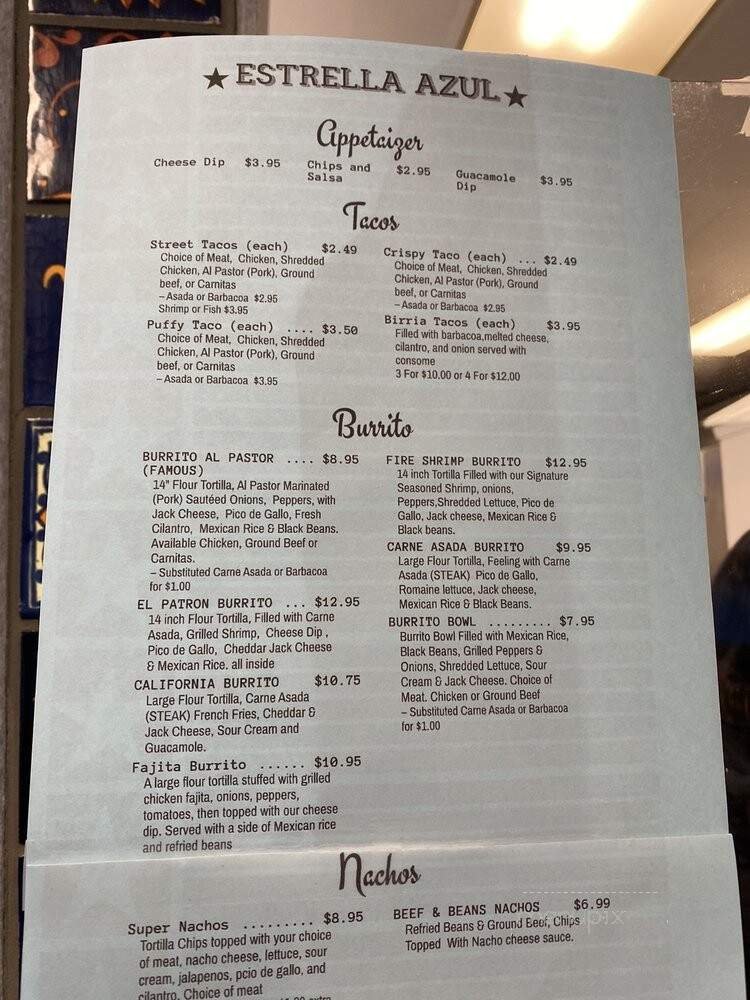 ★ ESTRELLA AZUL ★
Appetaizer
Cheese Dip $3.95
Chips and Salsa $2.95
Guacamole Dip $3.95
Tacos
Street Tacos (each) $2.49
Choice of Meat, Chicken, Shredded
Chicken, Al Pastor (Pork), Ground
beef, or Carnitas
– Asada or Barbacoa $2.95
Shrimp or Fish $3.95
Puffy Taco (each) .... $3.50
Choice of Meat, Chicken, Shredded
Chicken, Al Pastor (Pork), Ground
beef, or Carnitas
– Asada or Barbacoa $3.95
Crispy Taco (each) ... $2.49
Choice of Meat, Chicken, Shredded
Chicken, Al Pastor (Pork), Ground
beef, or Carnitas
– Asada or Barbacoa $2.95
Birria Tacos (each) $3.95
Filled with barbacoa,melted cheese,
cilantro, and onion served with
consome
3 For $10.00 or 4 For $12.00
Burrito
BURRITO AL PASTOR .... $8.95
(FAMOUS)
14" Flour Tortilla, Al Pastor Marinated
(Pork) Sautéed Onions, Peppers, with
Jack Cheese, Pico de Gallo, Fresh
Cilantro, Mexican Rice & Black Beans.
Available Chicken, Ground Beef or
Carnitas.
– Substituted Carne Asada or Barbacoa
for $1.00
EL PATRON BURRITO ... $12.95
14 inch Flour Tortilla, Filled with Carne
Asada, Grilled Shrimp, Cheese Dip ,
Pico de Gallo, Cheddar Jack Cheese
& Mexican Rice. all inside
CALIFORNIA BURRITO $10.75
Large Flour Tortilla, Carne Asada
(STEAK) French Fries, Cheddar &
Jack Cheese, Sour Cream and
Guacamole.
Fajita Burrito ...... $10.95
A large flour tortilla stuffed with grilled
chicken fajita, onions, peppers,
tomatoes, then topped with our cheese
dip. Served with a side of Mexican rice
and refried beans
FIRE SHRIMP BURRITO $12.95
14 inch Tortilla Filled with our Signature
Seasoned Shrimp, onions,
Peppers,Shredded Lettuce, Pico de
Gallo, Jack cheese, Mexican Rice &
Black beans.
CARNE ASADA BURRITO $9.95
Large Flour Tortilla, Feeling with Carne
Asada (STEAK) Pico de Gallo,
Romaine lettuce, Jack cheese,
Mexican Rice & Black Beans.
BURRITO BOWL ......... $7.95
Burrito Bowl Filled with Mexican Rice,
Black Beans, Grilled Peppers &
Onions, Shredded Lettuce, Sour
Cream & Jack Cheese. Choice of
Meat. Chicken or Ground Beef
– Substituted Carne Asada or Barbacoa
for $1.00
Nachos
Super Nachos ......... $8.95
Tortilla Chips topped with your choice
of meat, nacho cheese, lettuce, sour
cream, jalapenos, pcio de gallo, and
cilantro. Choice of meat
BEEF & BEANS NACHOS $6.99
Refried Beans & Ground Beef, Chips
Topped With Nacho cheese sauce.